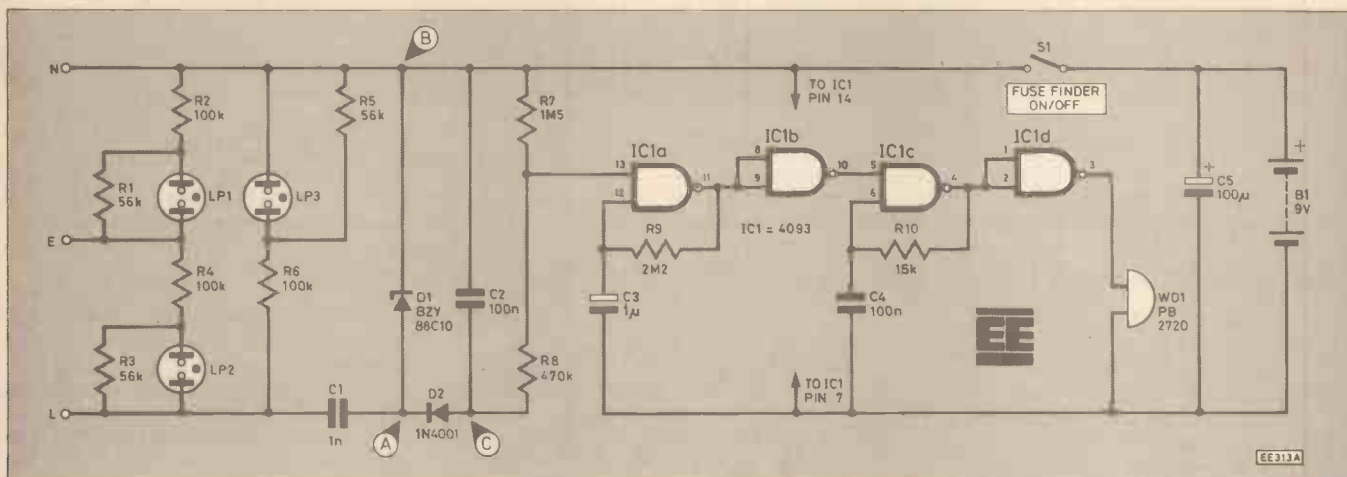 B
N
S1
R2
100k
R5
56k
R7
1M5
TO IC1
PIN 14
FUSE FINDER
ON/OFF
R1
56k
LP1
LP3
IC1a
13
12
11
IC1b
8
9
10
IC1c
5
6
4
IC1d
1
2
3
+
C5
100µ
+
B1
9V
E
R4
100k
R6
100k
D1
BZY
88C10
C2
100n
R9
2M2
IC1 = 4093
R10
15k
C3
1µ
C4
100n
EE
WD1
PB
2720
R3
56k
LP2
R8
470k
L
C1
1n
D2
1N4001
A
C
TO IC1
PIN 7
EE313A